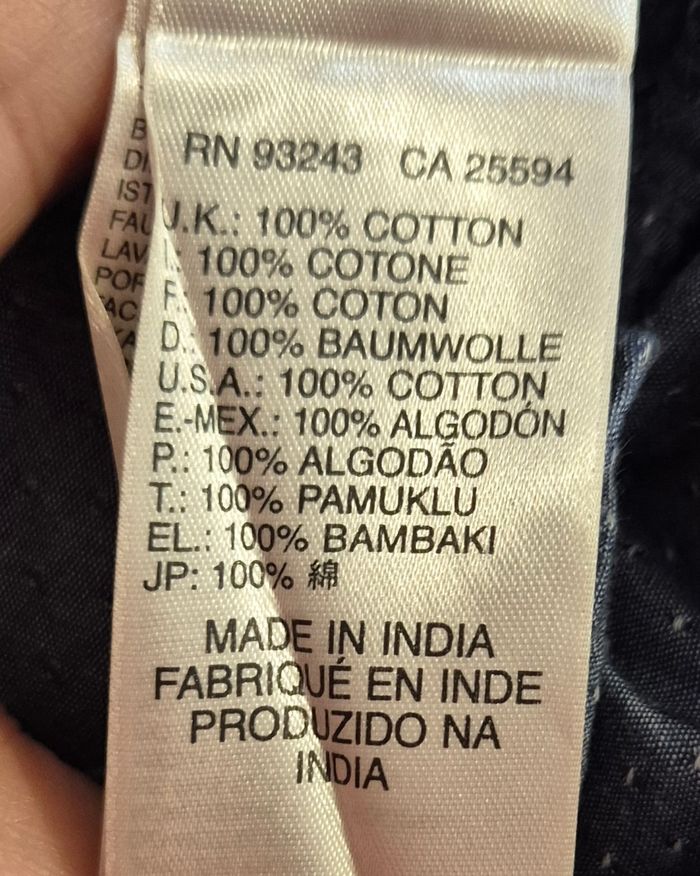 RN 93243 CA 25594
U.K.: 100% COTTON
I.: 100% COTONE
F.: 100% COTON
D.: 100% BAUMWOLLE
U.S.A.: 100% COTTON
E.-MEX.: 100% ALGODÓN
P.: 100% ALGODÃO
T.: 100% PAMUKLU
EL.: 100% BAMBAKI
JP: 100% 綿
MADE IN INDIA
FABRIQUÉ EN INDE
PRODUZIDO NA
INDIA